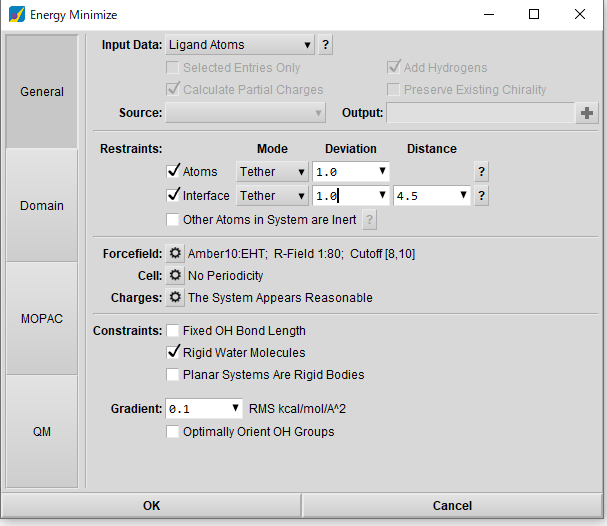 Energy Minimize
General
Domain
MOPAC
QM
Input Data: Ligand Atoms ?
Selected Entries Only Add Hydrogens
Calculate Partial Charges Preserve Existing Chirality
Source: Output:
Restraints: Mode Deviation Distance
Atoms Tether 1.0 ?
Interface Tether 1.0 4.5 ?
Other Atoms in System are Inert ?
Forcefield: Amber10:EHT; R-Field 1:80; Cutoff [8,10]
Cell: No Periodicity
Charges: The System Appears Reasonable
Constraints: Fixed OH Bond Length
Rigid Water Molecules
Planar Systems Are Rigid Bodies
Gradient: 0.1 RMS kcal/mol/A^2
Optimally Orient OH Groups
OK Cancel